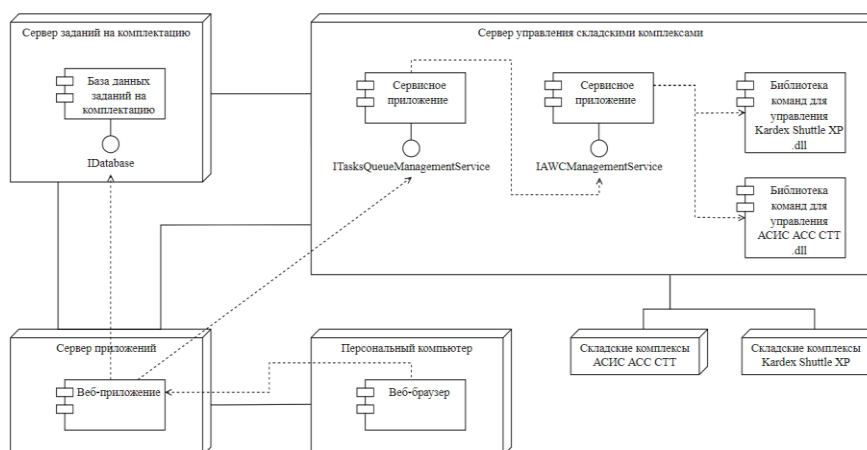 Сервер заданий на комплектацию
База данных
заданий на
комплектацию
IDatabase
Сервер управления складскими комплексами
Сервисное
приложение
ITasksQueueManagementService
Сервисное
приложение
IAWCManagementService
Библиотека
команд для
управления
Kardex Shuttle XP
.dll
Библиотека
команд для
управления
АСИС АСС СТТ
.dll
Сервер приложений
Веб-приложение
Персональный компьютер
Веб-браузер
Складские комплексы
АСИС АСС СТТ
Складские комплексы
Kardex Shuttle XP